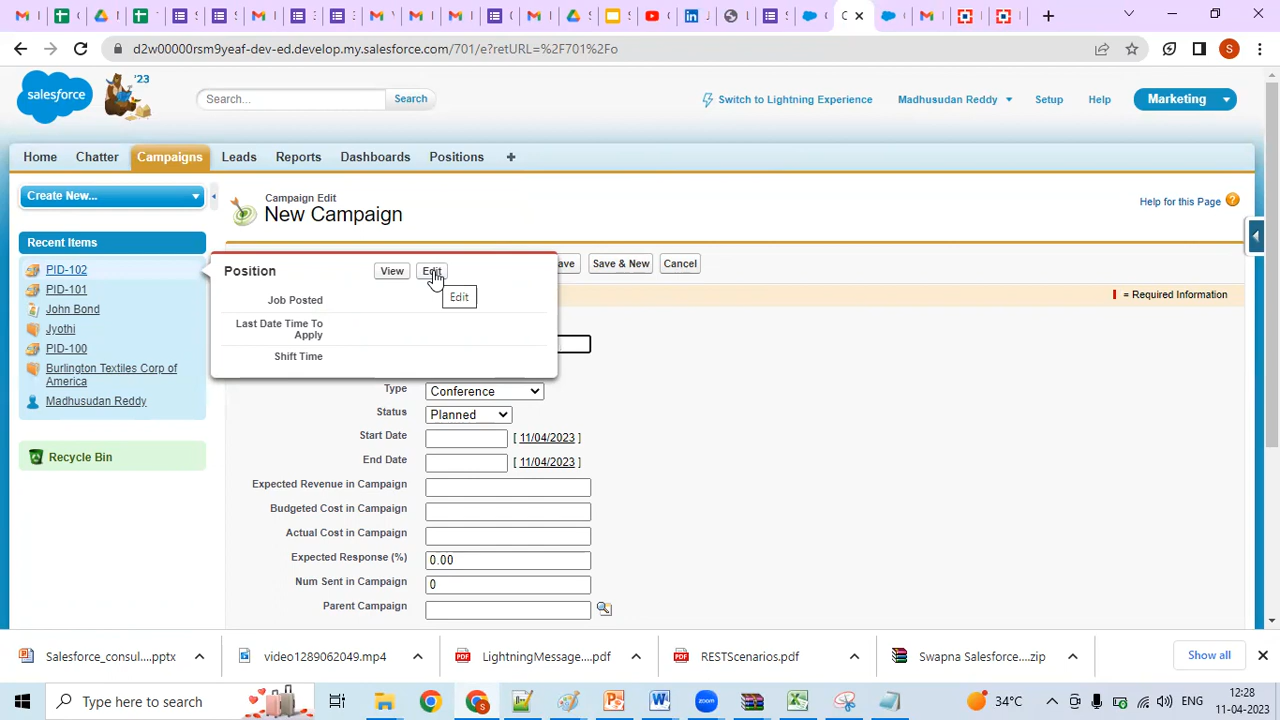 d2w00000rsm9yeaf-dev-ed.develop.my.salesforce.com/701/e?retURL=%2F701%2Fo
S
salesforce
'23
Search...
Search
Switch to Lightning Experience
Madhusudan Reddy
Setup
Help
Marketing
Home
Chatter
Campaigns
Leads
Reports
Dashboards
Positions
Create New...
Campaign Edit
New Campaign
Help for this Page
Recent Items
PID-102
PID-101
John Bond
Jyothi
PID-100
Burlington Textiles Corp of
America
Madhusudan Reddy
Recycle Bin
Position
View
Edit
Edit
Job Posted
Last Date Time To
Apply
Shift Time
Save & New
Cancel
= Required Information
Type
Conference
Status
Planned
Start Date
[ 11/04/2023 ]
End Date
[ 11/04/2023 ]
Expected Revenue in Campaign
Budgeted Cost in Campaign
Actual Cost in Campaign
Expected Response (%)
0.00
Num Sent in Campaign
0
Parent Campaign
Salesforce_consul....pptx
video1289062049.mp4
LightningMessage....pdf
RESTScenarios.pdf
Swapna Salesforce....zip
Show all
Type here to search
34°C
ENG
12:28
11-04-2023